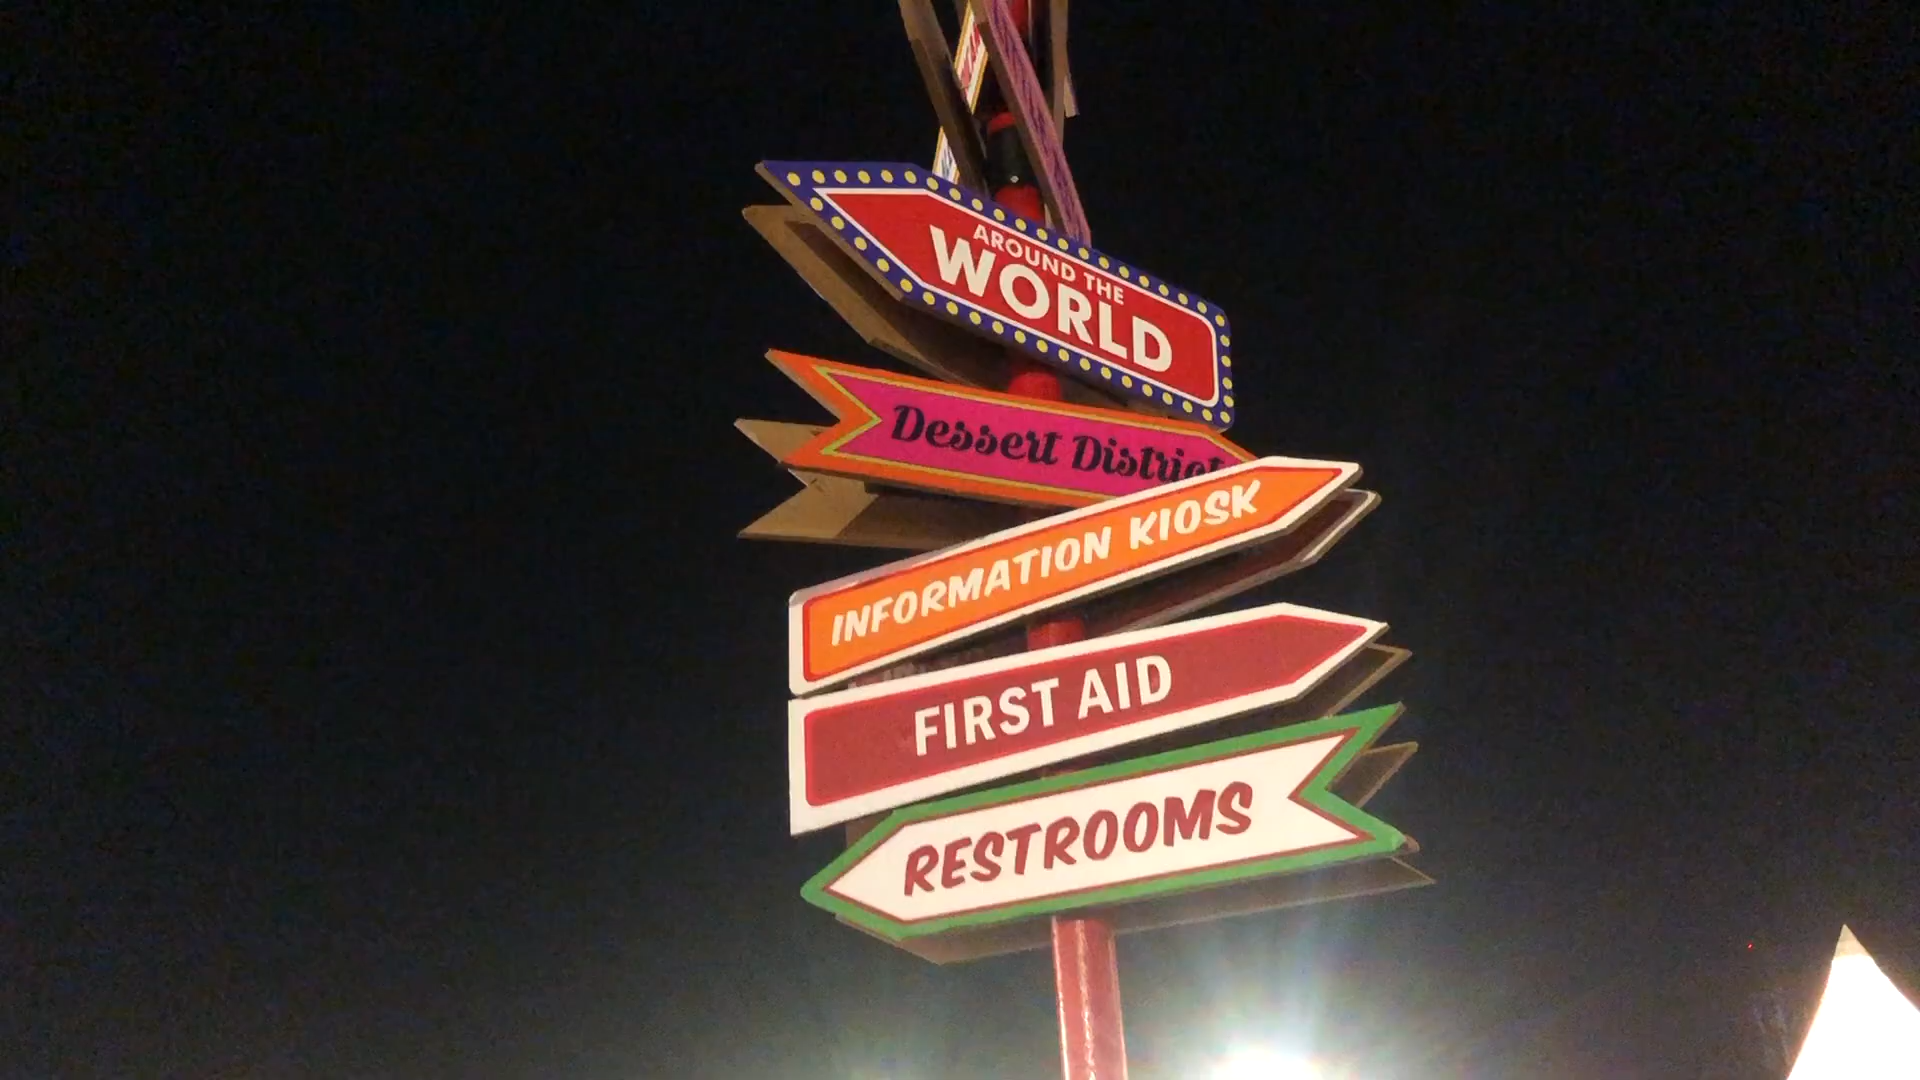 AROUND THE
WORLD
Dessert District
INFORMATION KIOSK
FIRST AID
RESTROOMS